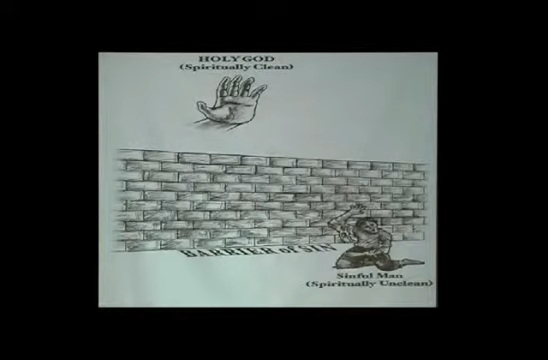 HOLY GOD
(Spiritually Clean)
BARRIER of SIN
Sinful Man
(Spiritually Unclean)